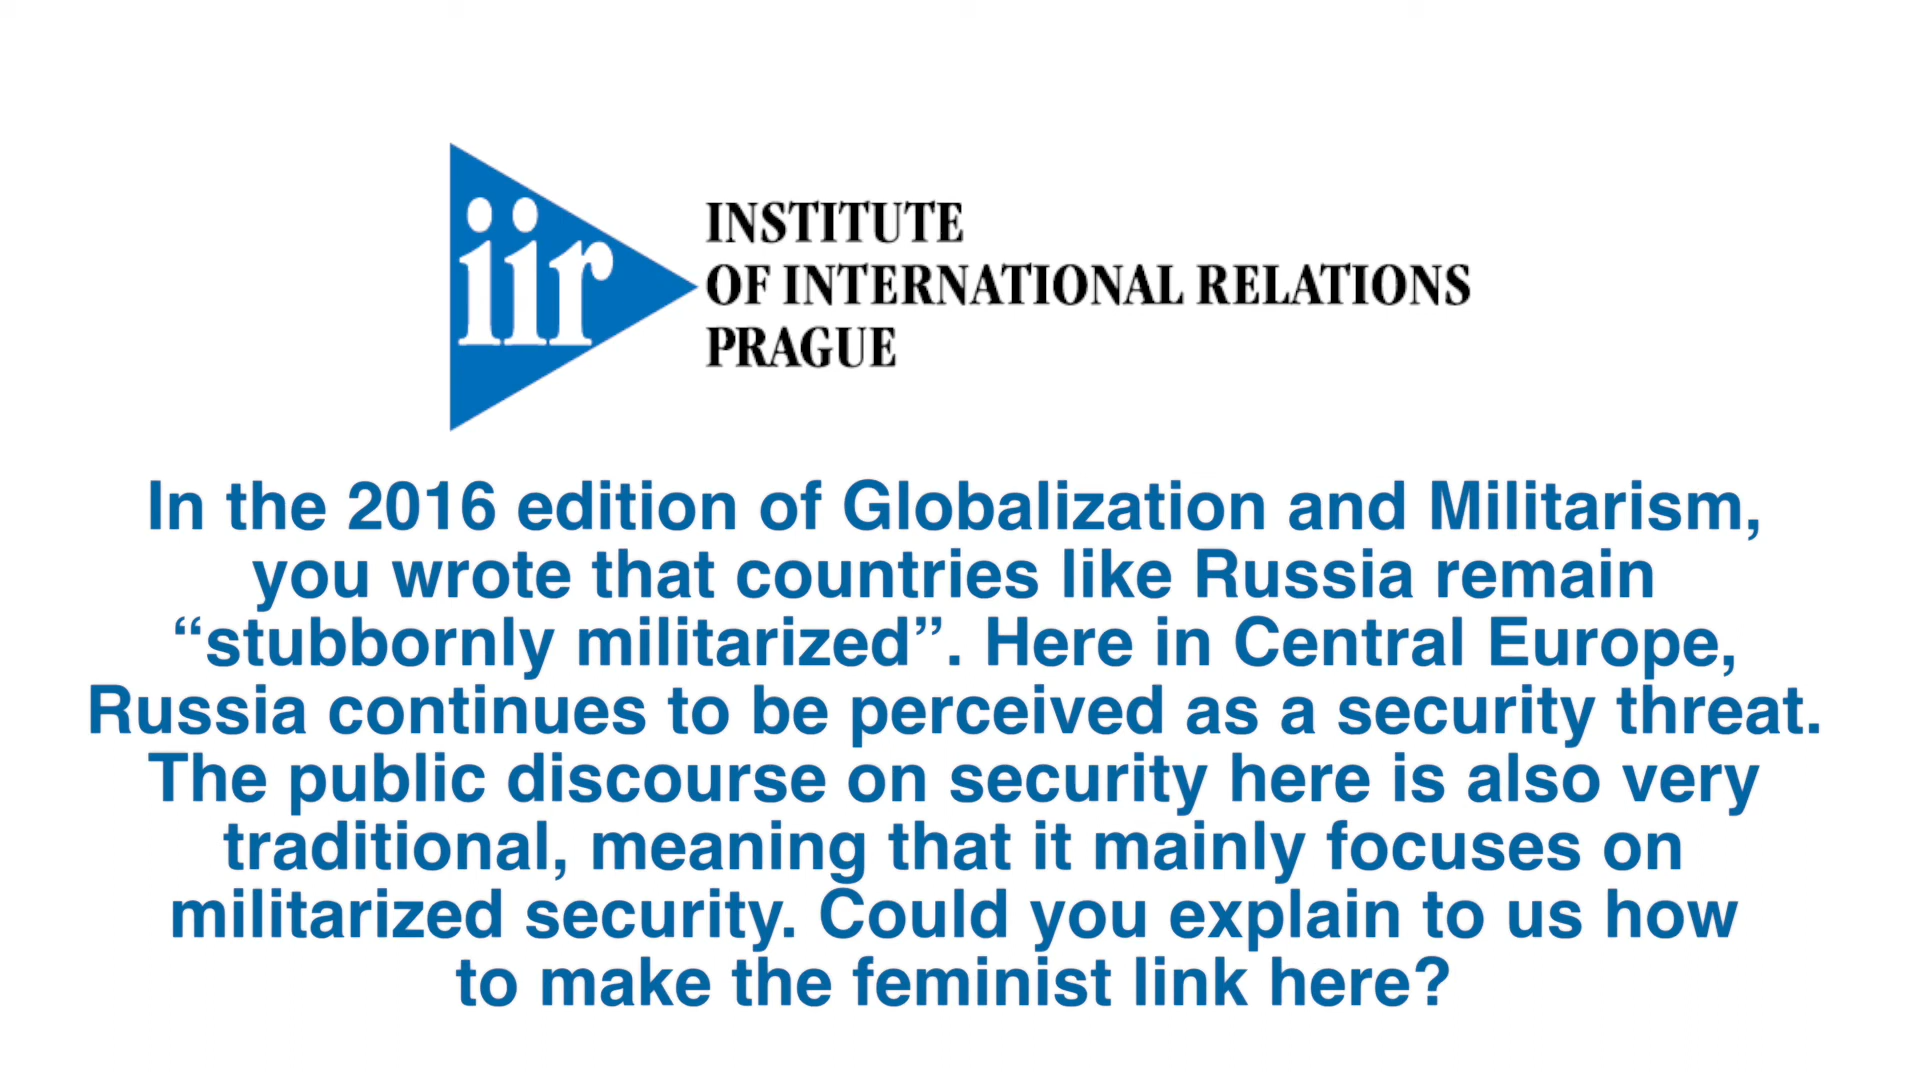 iir
INSTITUTE
OF INTERNATIONAL RELATIONS
PRAGUE
In the 2016 edition of Globalization and Militarism,
you wrote that countries like Russia remain
“stubbornly militarized”. Here in Central Europe,
Russia continues to be perceived as a security threat.
The public discourse on security here is also very
traditional, meaning that it mainly focuses on
militarized security. Could you explain to us how
to make the feminist link here?